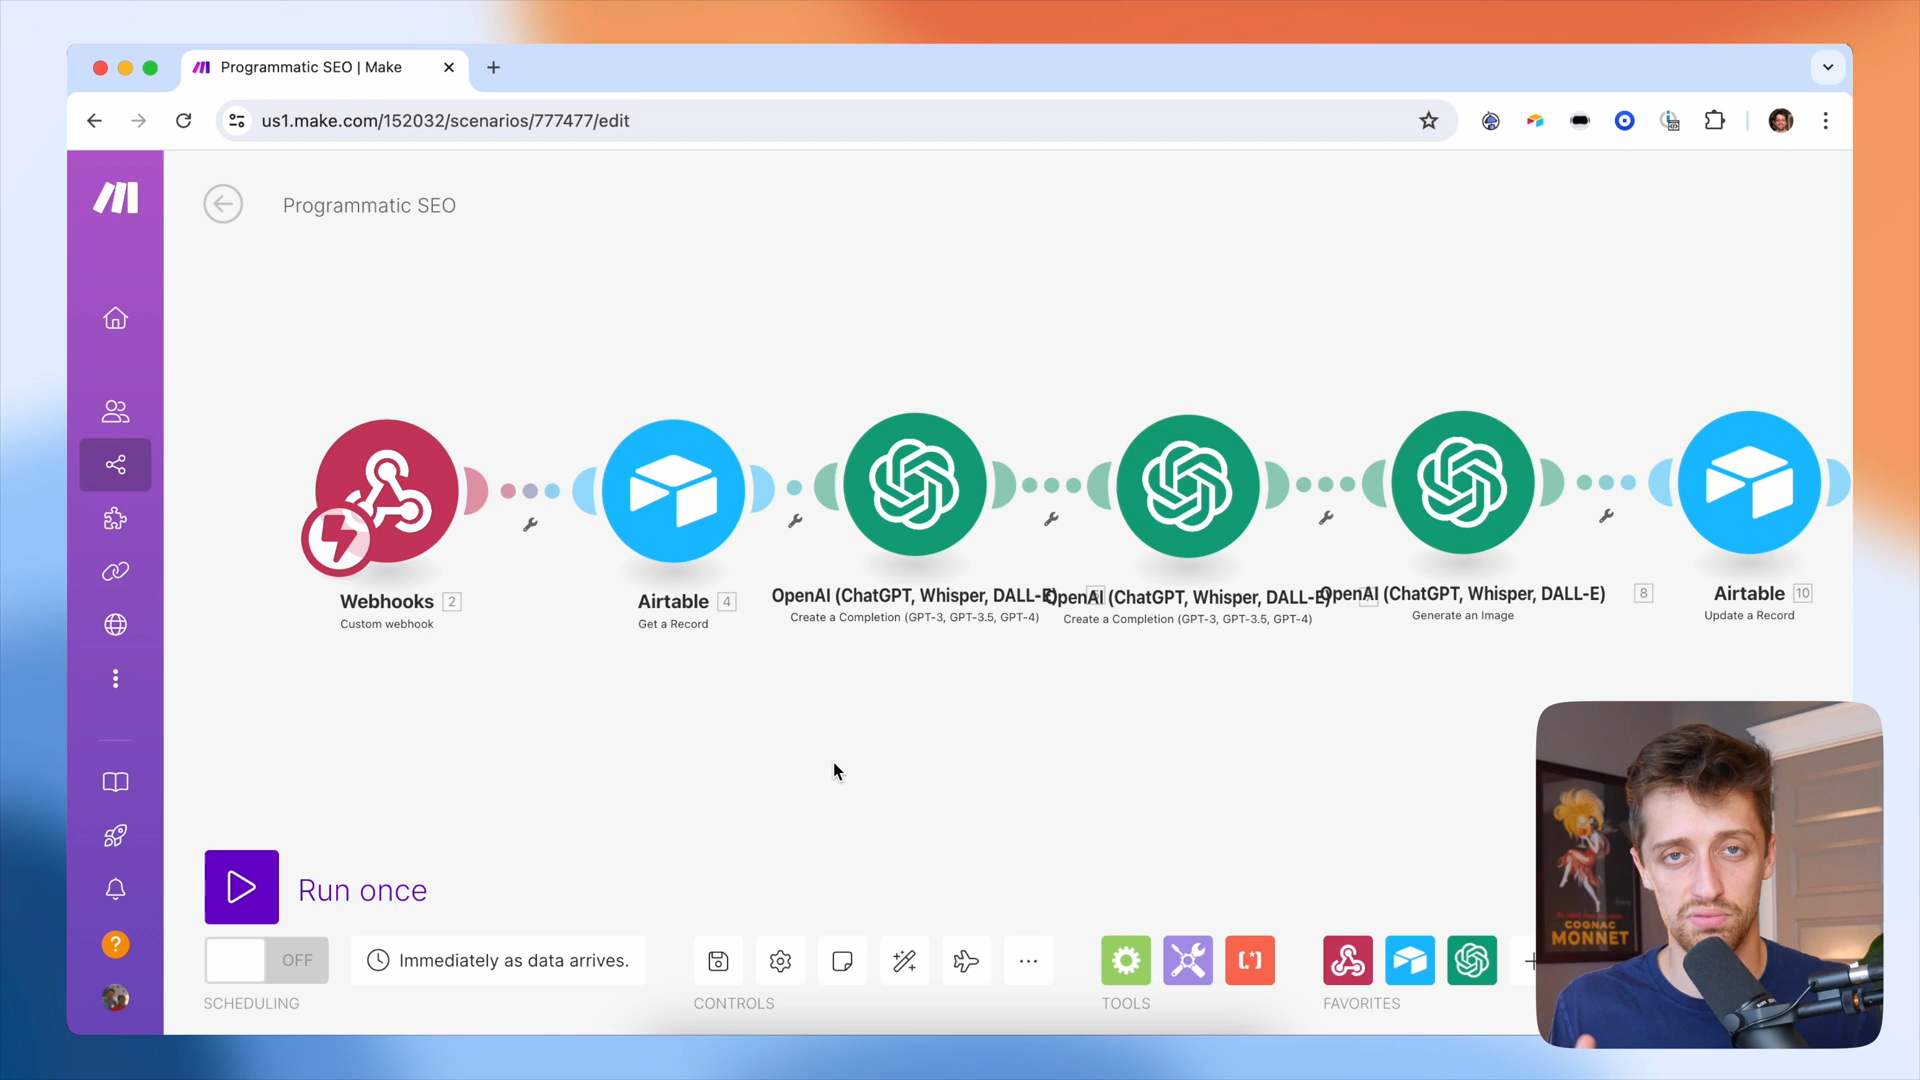 Programmatic SEO | Make
us1.make.com/152032/scenarios/777477/edit
Programmatic SEO
Webhooks 2
Custom webhook
Airtable 4
Get a Record
OpenAI (ChatGPT, Whisper, DALL-E)
Create a Completion (GPT-3, GPT-3.5, GPT-4)
OpenAI (ChatGPT, Whisper, DALL-E)
Create a Completion (GPT-3, GPT-3.5, GPT-4)
OpenAI (ChatGPT, Whisper, DALL-E) 8
Generate an Image
Airtable 10
Update a Record
Run once
OFF
Immediately as data arrives.
SCHEDULING
CONTROLS
TOOLS
FAVORITES
COGNAC
MONNET